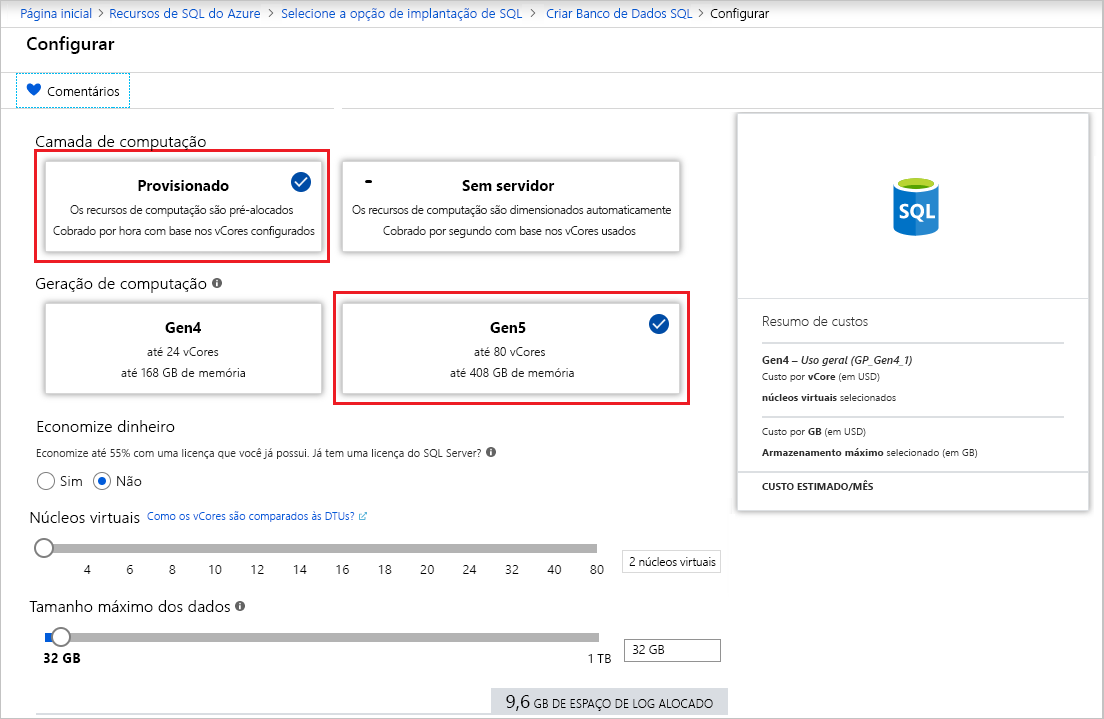 Página inicial > Recursos de SQL do Azure > Selecione a opção de implantação de SQL > Criar Banco de Dados SQL > Configurar
Configurar
Comentários
Camada de computação
Provisionado
Os recursos de computação são pré-alocados
Cobrado por hora com base nos vCores configurados
Sem servidor
Os recursos de computação são dimensionados automaticamente
Cobrado por segundo com base nos vCores usados
Geração de computação
Gen4
até 24 vCores
até 168 GB de memória
Gen5
até 80 vCores
até 408 GB de memória
Economize dinheiro
Economize até 55% com uma licença que você já possui. Já tem uma licença do SQL Server?
Sim Não
Núcleos virtuais Como os vCores são comparados às DTUs?
4 6 8 10 12 14 16 18 20 24 32 40 80
2 núcleos virtuais
Tamanho máximo dos dados
32 GB 1 TB
32 GB
9,6 GB DE ESPAÇO DE LOG ALOCADO
SQL
Resumo de custos
Gen4 – Uso geral (GP_Gen4_1)
Custo por vCore (em USD)
núcleos virtuais selecionados
Custo por GB (em USD)
Armazenamento máximo selecionado (em GB)
CUSTO ESTIMADO/MÊS